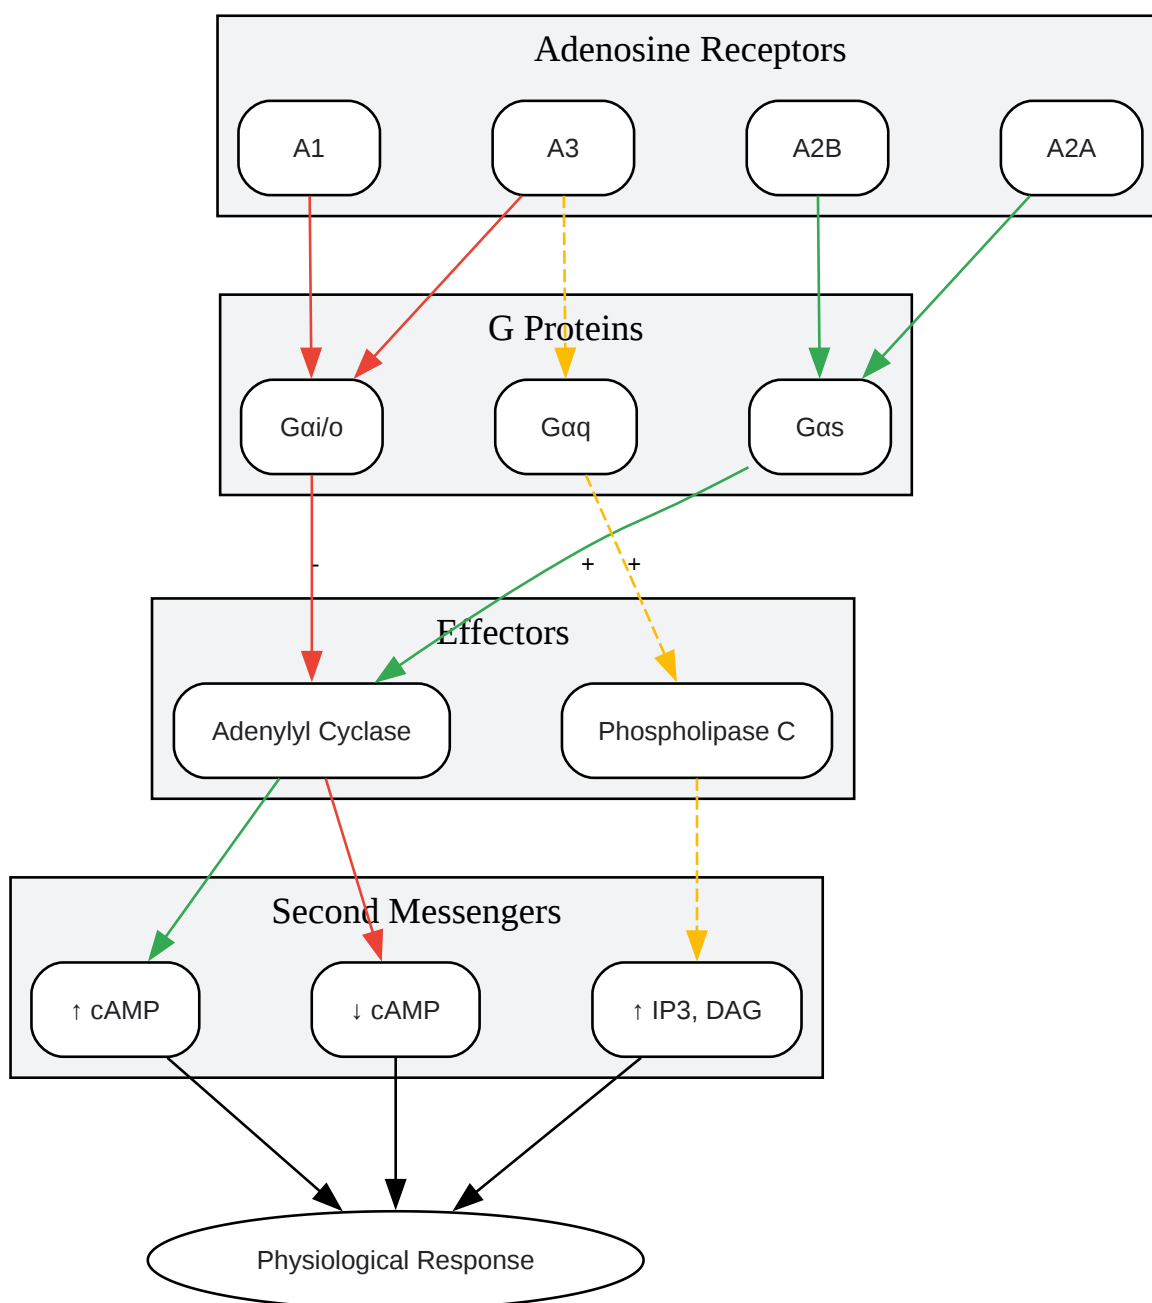 Adenosine Receptors
A1
A3
A2B
A2A
G Proteins
Gαi/o
Gαq
Gαs
-
+
+
Effectors
Adenylyl Cyclase
Phospholipase C
Second Messengers
↑ cAMP
↓ cAMP
↑ IP3, DAG
Physiological Response